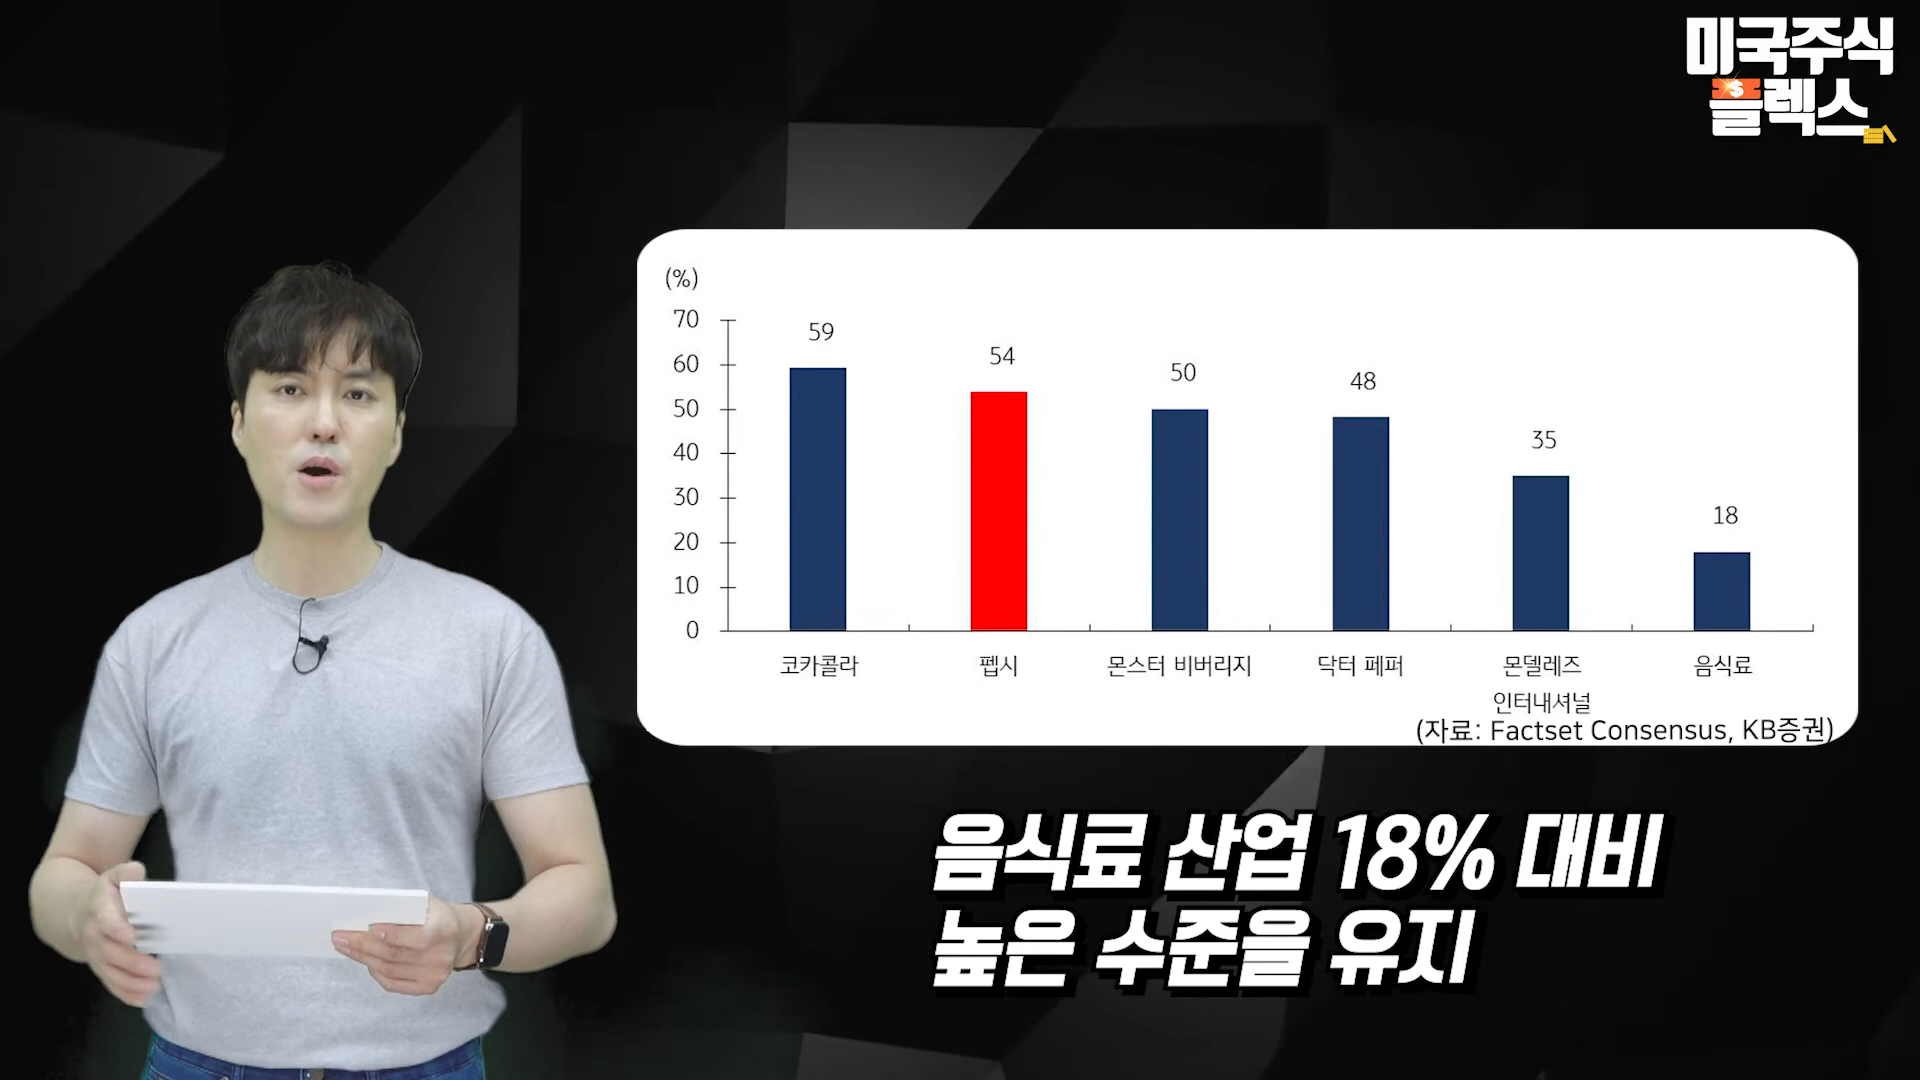 미국주식
플렉스
(%)
70
60
50
40
30
20
10
0
59
54
50
48
35
18
코카콜라
펩시
몬스터 비버리지
닥터 페퍼
몬델레즈
인터내셔널
음식료
(자료: Factset Consensus, KB증권)
음식료 산업 18% 대비
높은 수준을 유지